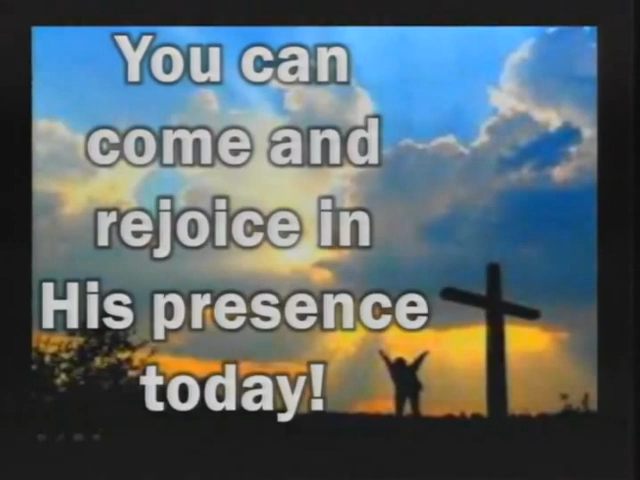 You can
come and
rejoice in
His presence
today!